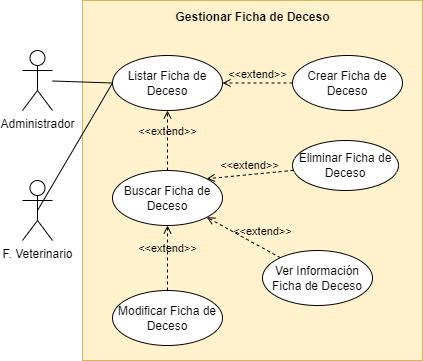 Gestionar Ficha de Deceso
Listar Ficha de
Deceso
<<extend>>
Crear Ficha de
Deceso
Administrador
<<extend>>
Eliminar Ficha de
Deceso
<<extend>>
Buscar Ficha de
Deceso
<<extend>>
F. Veterinario
<<extend>>
Ver Información
Ficha de Deceso
Modificar Ficha de
Deceso